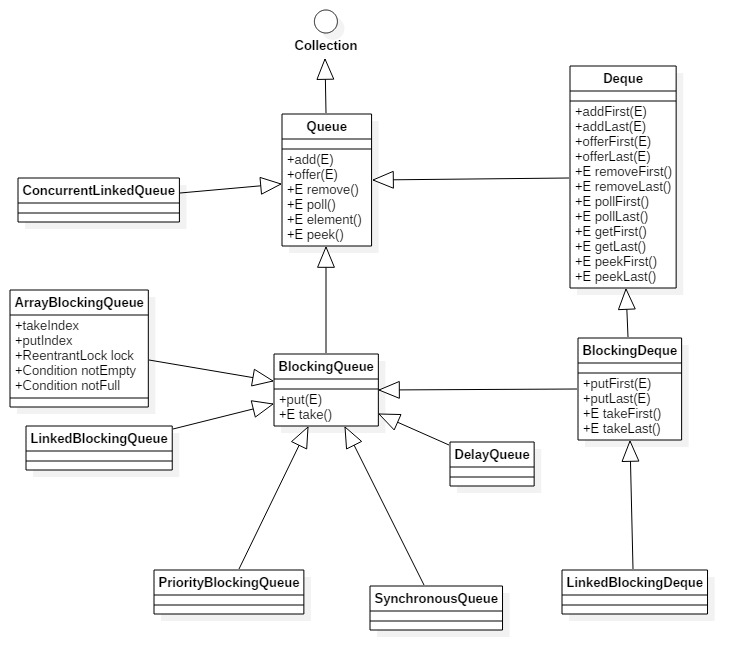 Collection
Queue
+add(E)
+offer(E)
+E remove()
+E poll()
+E element()
+E peek()
Deque
+addFirst(E)
+addLast(E)
+offerFirst(E)
+offerLast(E)
+E removeFirst()
+E removeLast()
+E pollFirst()
+E pollLast()
+E getFirst()
+E getLast()
+E peekFirst()
+E peekLast()
ConcurrentLinkedQueue
ArrayBlockingQueue
+takeIndex
+putIndex
+ReentrantLock lock
+Condition notEmpty
+Condition notFull
BlockingQueue
+put(E)
+E take()
BlockingDeque
+putFirst(E)
+putLast(E)
+E takeFirst()
+E takeLast()
LinkedBlockingQueue
DelayQueue
PriorityBlockingQueue
SynchronousQueue
LinkedBlockingDeque